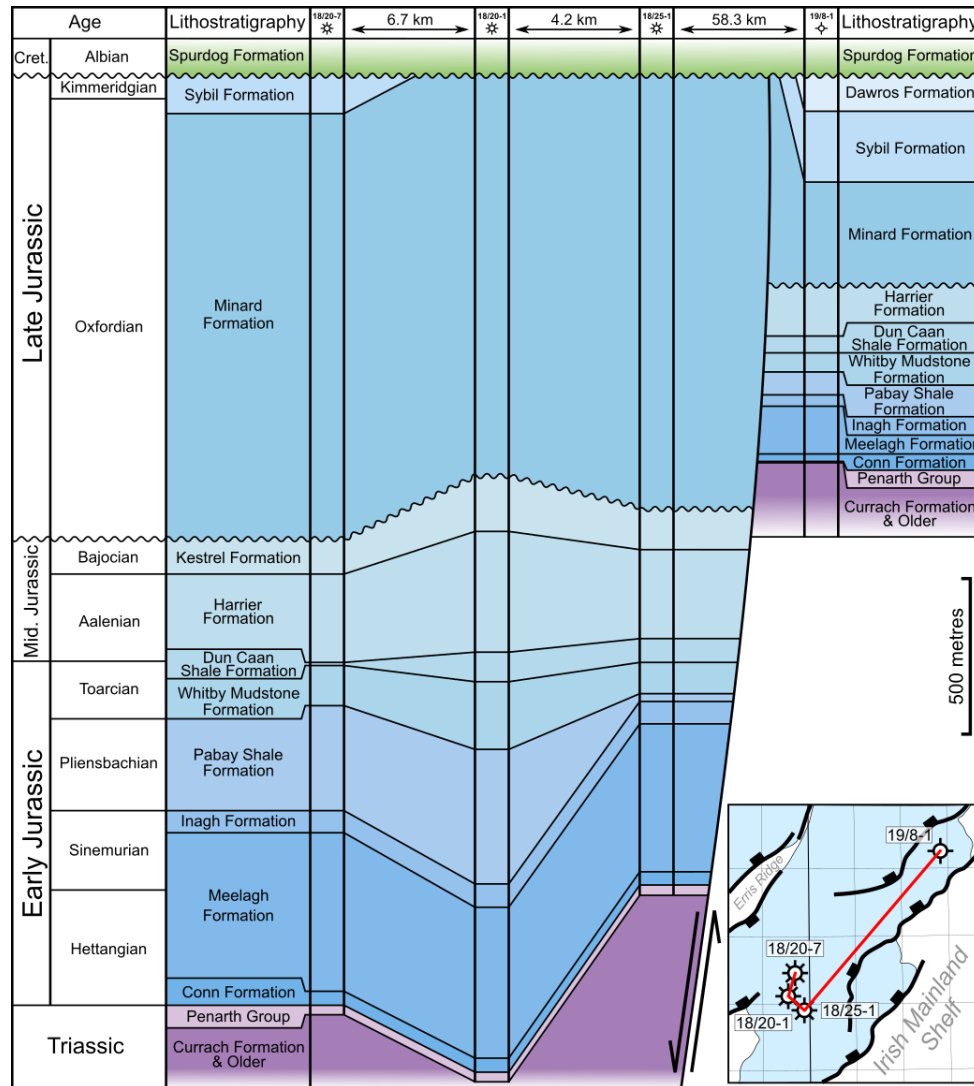 Age
Lithostratigraphy
18/20-7
6.7 km
18/20-1
4.2 km
18/25-1
58.3 km
19/8-1
Lithostratigraphy
Cret.
Albian
Spurdog Formation
Spurdog Formation
Late Jurassic
Kimmeridgian
Sybil Formation
Oxfordian
Minard
Formation
Dawros Formation
Sybil Formation
Minard Formation
Harrier
Formation
Dun Caan
Shale Formation
Whitby Mudstone
Formation
Pabay Shale
Formation
Inagh Formation
Meelagh Formation
Conn Formation
Penarth Group
Currach Formation
& Older
Mid. Jurassic
Bajocian
Kestrel Formation
Aalenian
Harrier
Formation
Dun Caan
Shale Formation
Early Jurassic
Toarcian
Whitby Mudstone
Formation
Pliensbachian
Pabay Shale
Formation
Sinemurian
Inagh Formation
Meelagh
Formation
Hettangian
Conn Formation
Triassic
Penarth Group
Currach Formation
& Older
500 metres
19/8-1
Erris Ridge
18/20-7
18/20-1
18/25-1
Irish Mainland
Shelf